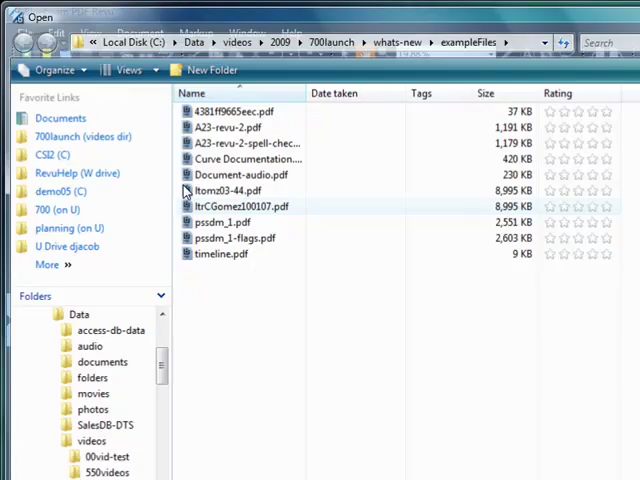 Open
Local Disk (C:) Data videos 2009 700launch whats-new exampleFiles Search
Organize Views New Folder
Favorite Links
Documents
700launch (videos dir)
CSI2 (C)
RevuHelp (W drive)
demo05 (C)
700 (on U)
planning (on U)
U Drive djacob
More »
Folders
Data
access-db-data
audio
documents
folders
movies
photos
SalesDB-DTS
videos
00vid-test
550videos
Name Date taken Tags Size Rating
4381ff9665eec.pdf 37 KB
A23-revu-2.pdf 1,191 KB
A23-revu-2-spell-chec... 1,179 KB
Curve Documentation.... 420 KB
Document-audio.pdf 230 KB
ltomz03-44.pdf 8,995 KB
ltrCGomez100107.pdf 8,995 KB
pssdm_1.pdf 2,551 KB
pssdm_1-flags.pdf 2,603 KB
timeline.pdf 9 KB